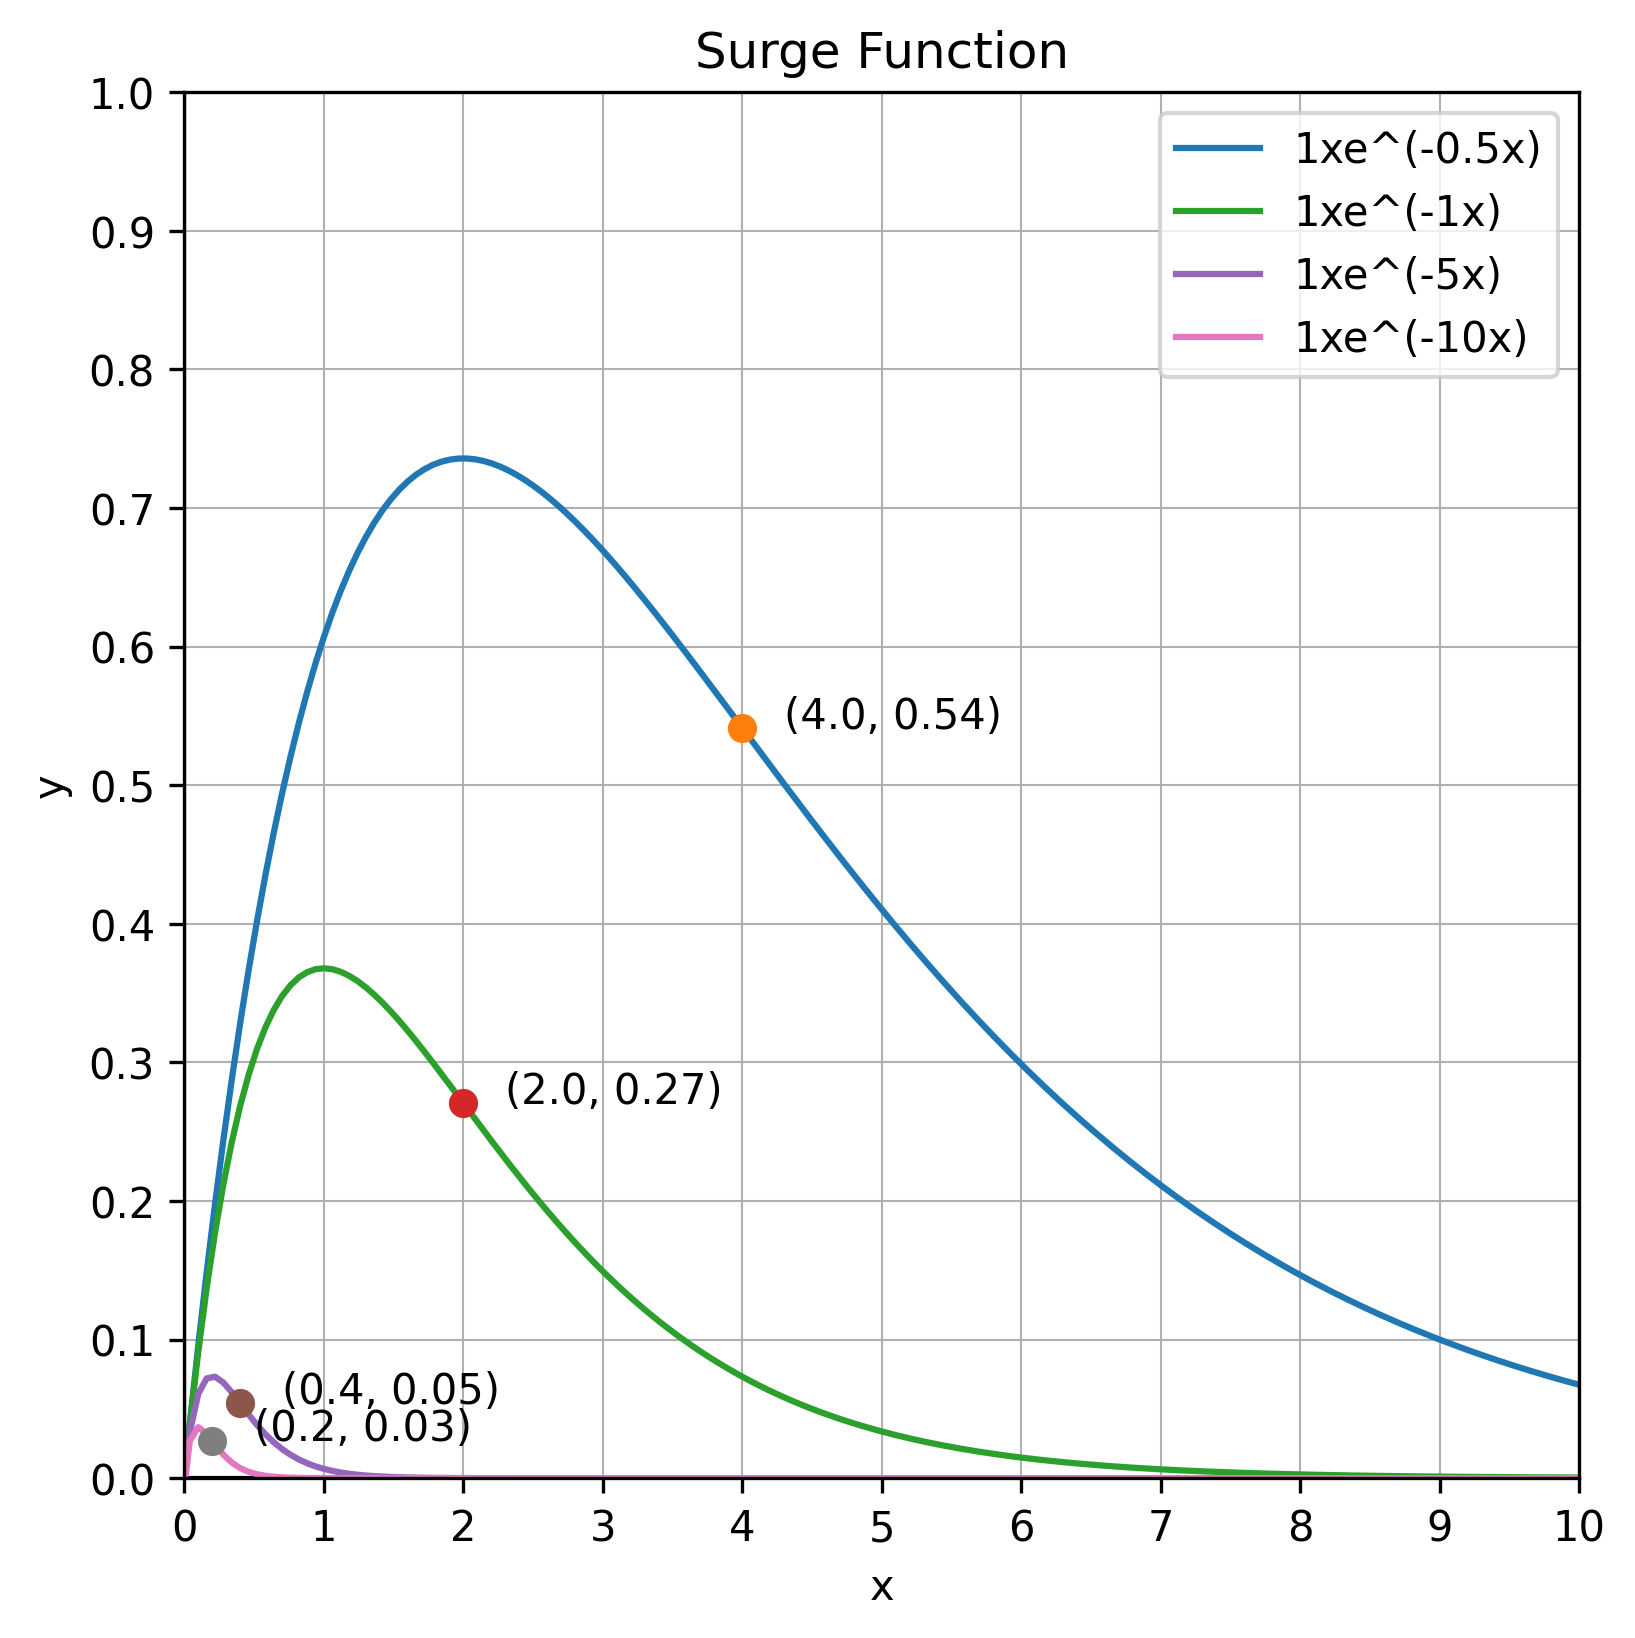 Surge Function
1xe^(-0.5x)
1xe^(-1x)
1xe^(-5x)
1xe^(-10x)
1.0
0.9
0.8
0.7
0.6
0.5
0.4
0.3
0.2
0.1
0.0
y
(4.0, 0.54)
(2.0, 0.27)
(0.4, 0.05)
(0.2, 0.03)
0 1 2 3 4 5 6 7 8 9 10
x